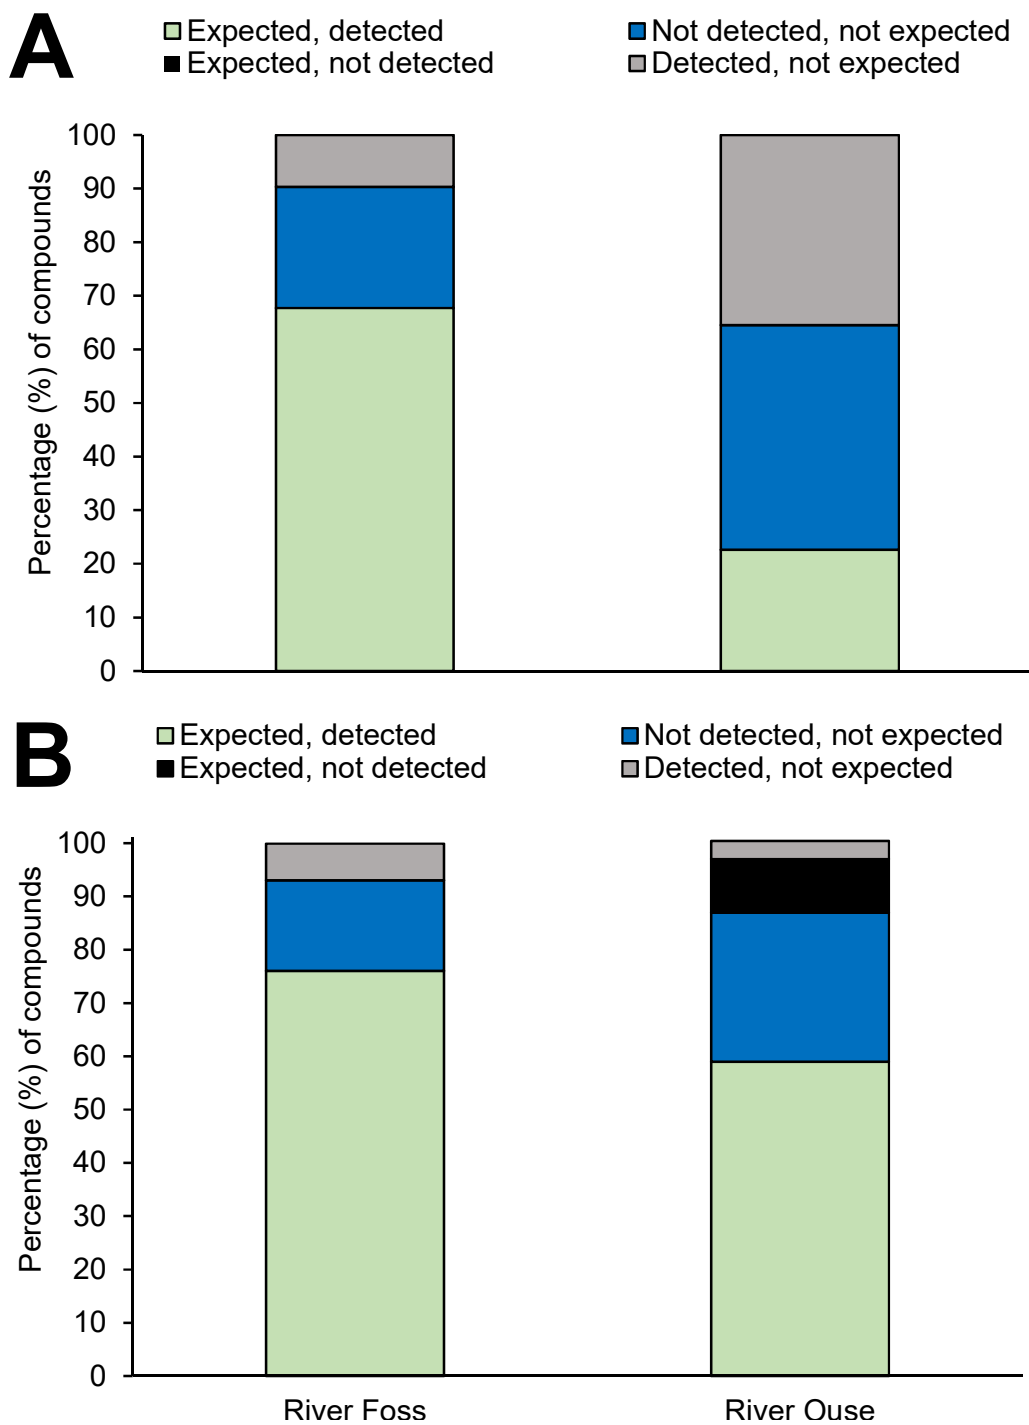 A
Expected, detected
Not detected, not expected
Expected, not detected
Detected, not expected
Percentage (%) of compounds
100
90
80
70
60
50
40
30
20
10
0
B
Expected, detected
Not detected, not expected
Expected, not detected
Detected, not expected
Percentage (%) of compounds
100
90
80
70
60
50
40
30
20
10
0
River Foss
River Ouse